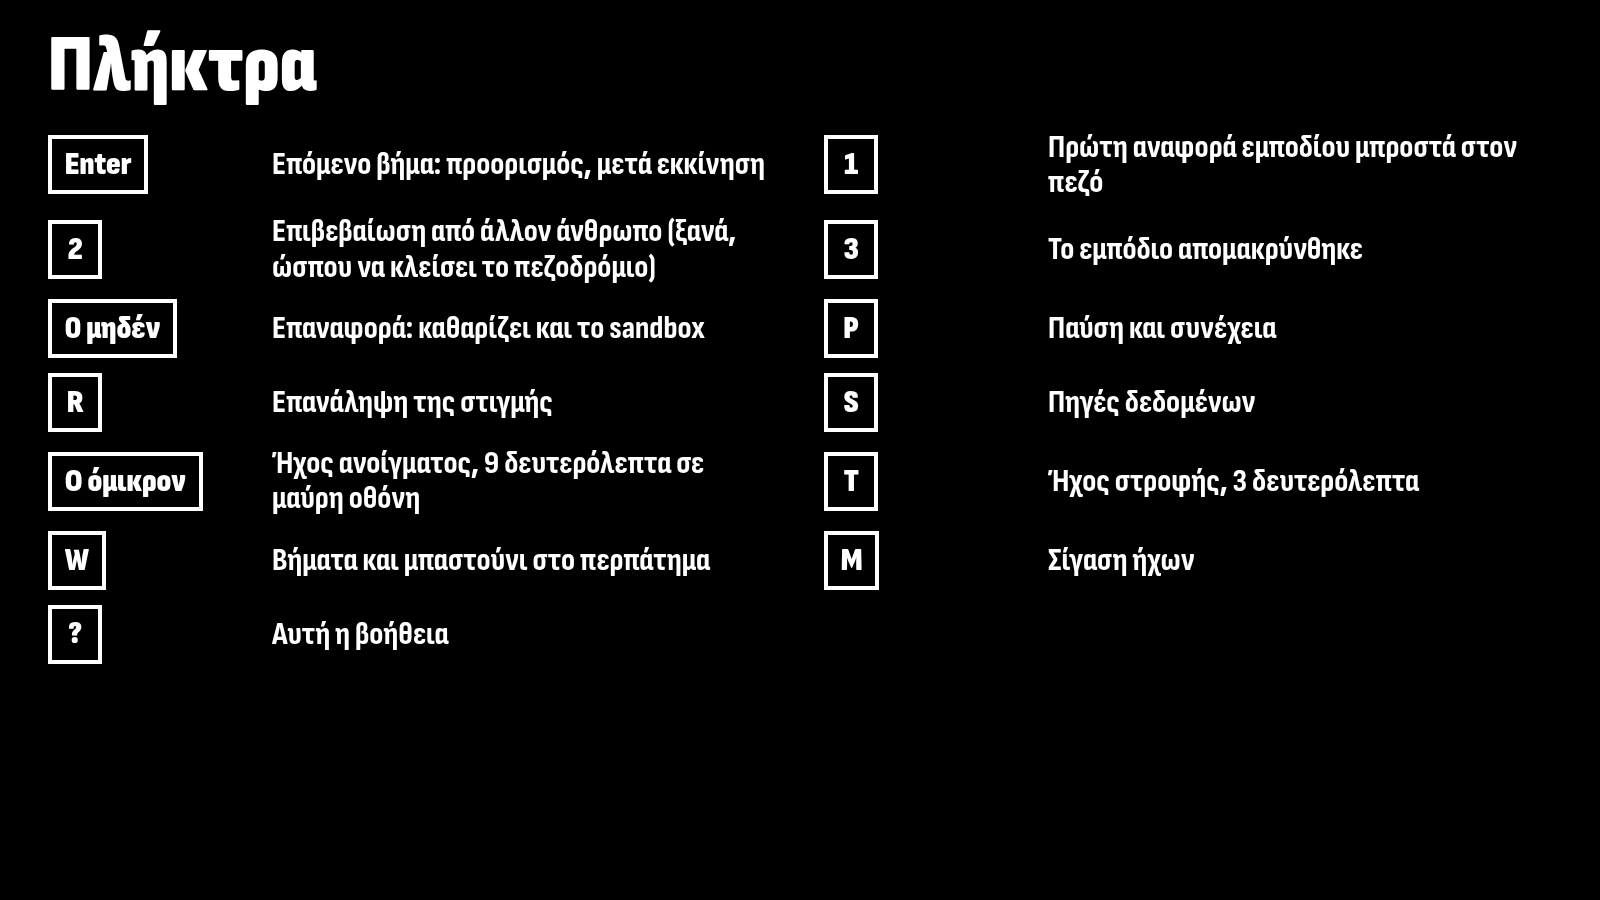 Πλήκτρα
Enter
Επόμενο βήμα: προορισμός, μετά εκκίνηση
1
Πρώτη αναφορά εμποδίου μπροστά στον
πεζό
2
Επιβεβαίωση από άλλον άνθρωπο (ξανά,
ώσπου να κλείσει το πεζοδρόμιο)
3
Το εμπόδιο απομακρύνθηκε
0 μηδέν
Επαναφορά: καθαρίζει και το sandbox
P
Παύση και συνέχεια
R
Επανάληψη της στιγμής
S
Πηγές δεδομένων
O όμικρον
Ήχος ανοίγματος, 9 δευτερόλεπτα σε
μαύρη οθόνη
T
Ήχος στροφής, 3 δευτερόλεπτα
W
Βήματα και μπαστούνι στο περπάτημα
M
Σίγαση ήχων
?
Αυτή η βοήθεια